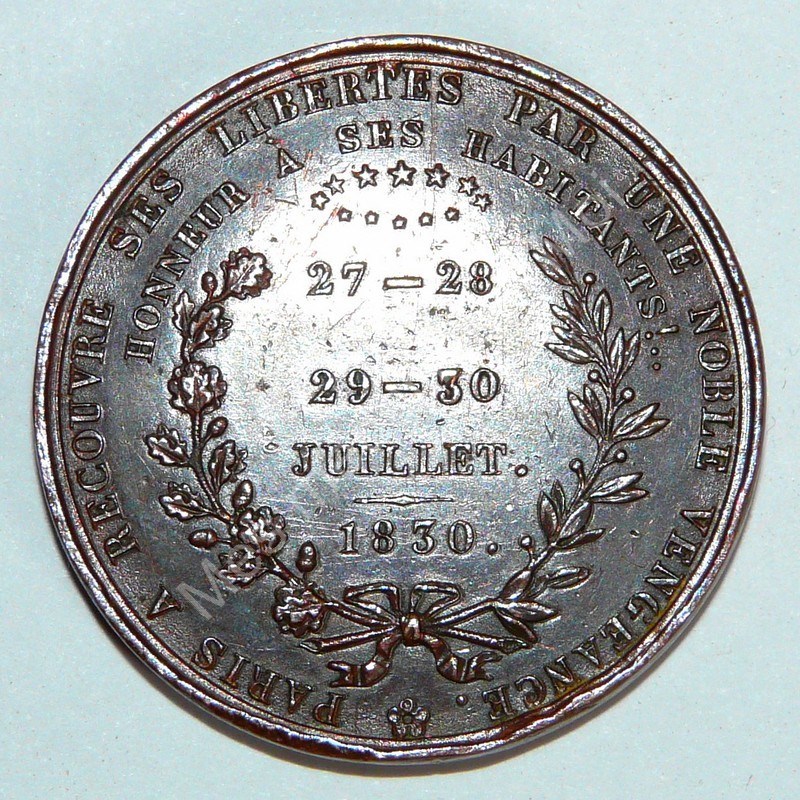 PARIS A RECOUVRE SES LIBERTES PAR UNE NOBLE VENGEANCE.
HONNEUR A SES HABITANTS!..
27 – 28
29 – 30
JUILLET.
1830.